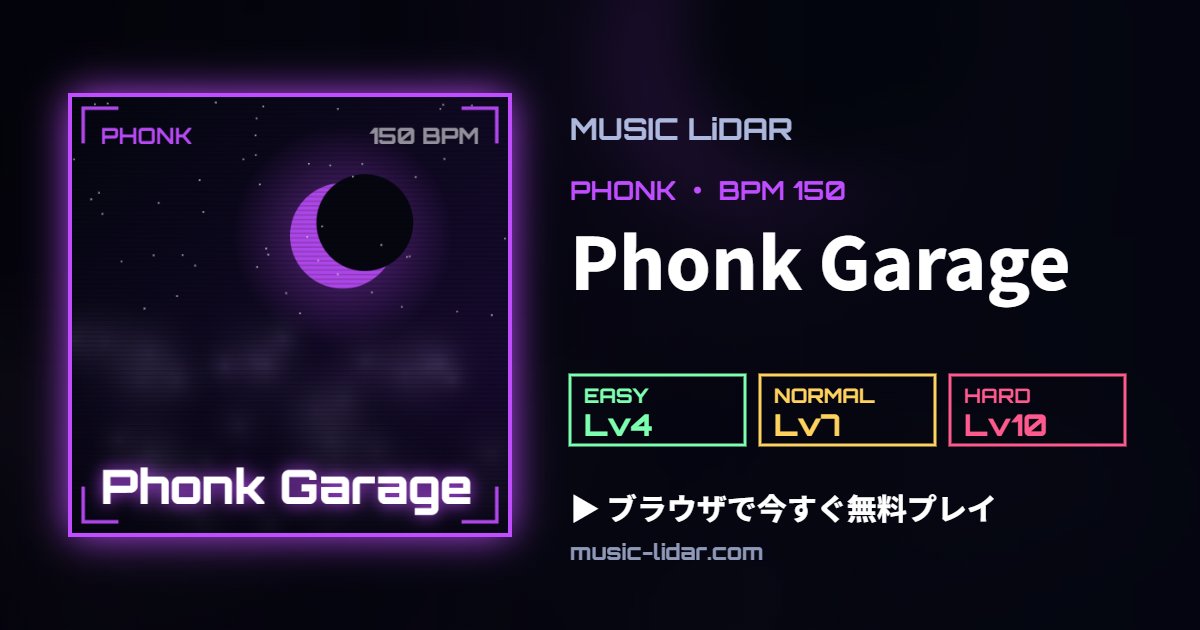 PHONK
150 BPM
Phonk Garage
MUSIC LiDAR
PHONK • BPM 150
Phonk Garage
EASY
Lv4
NORMAL
Lv7
HARD
Lv10
▶ ブラウザで今すぐ無料プレイ
music-lidar.com